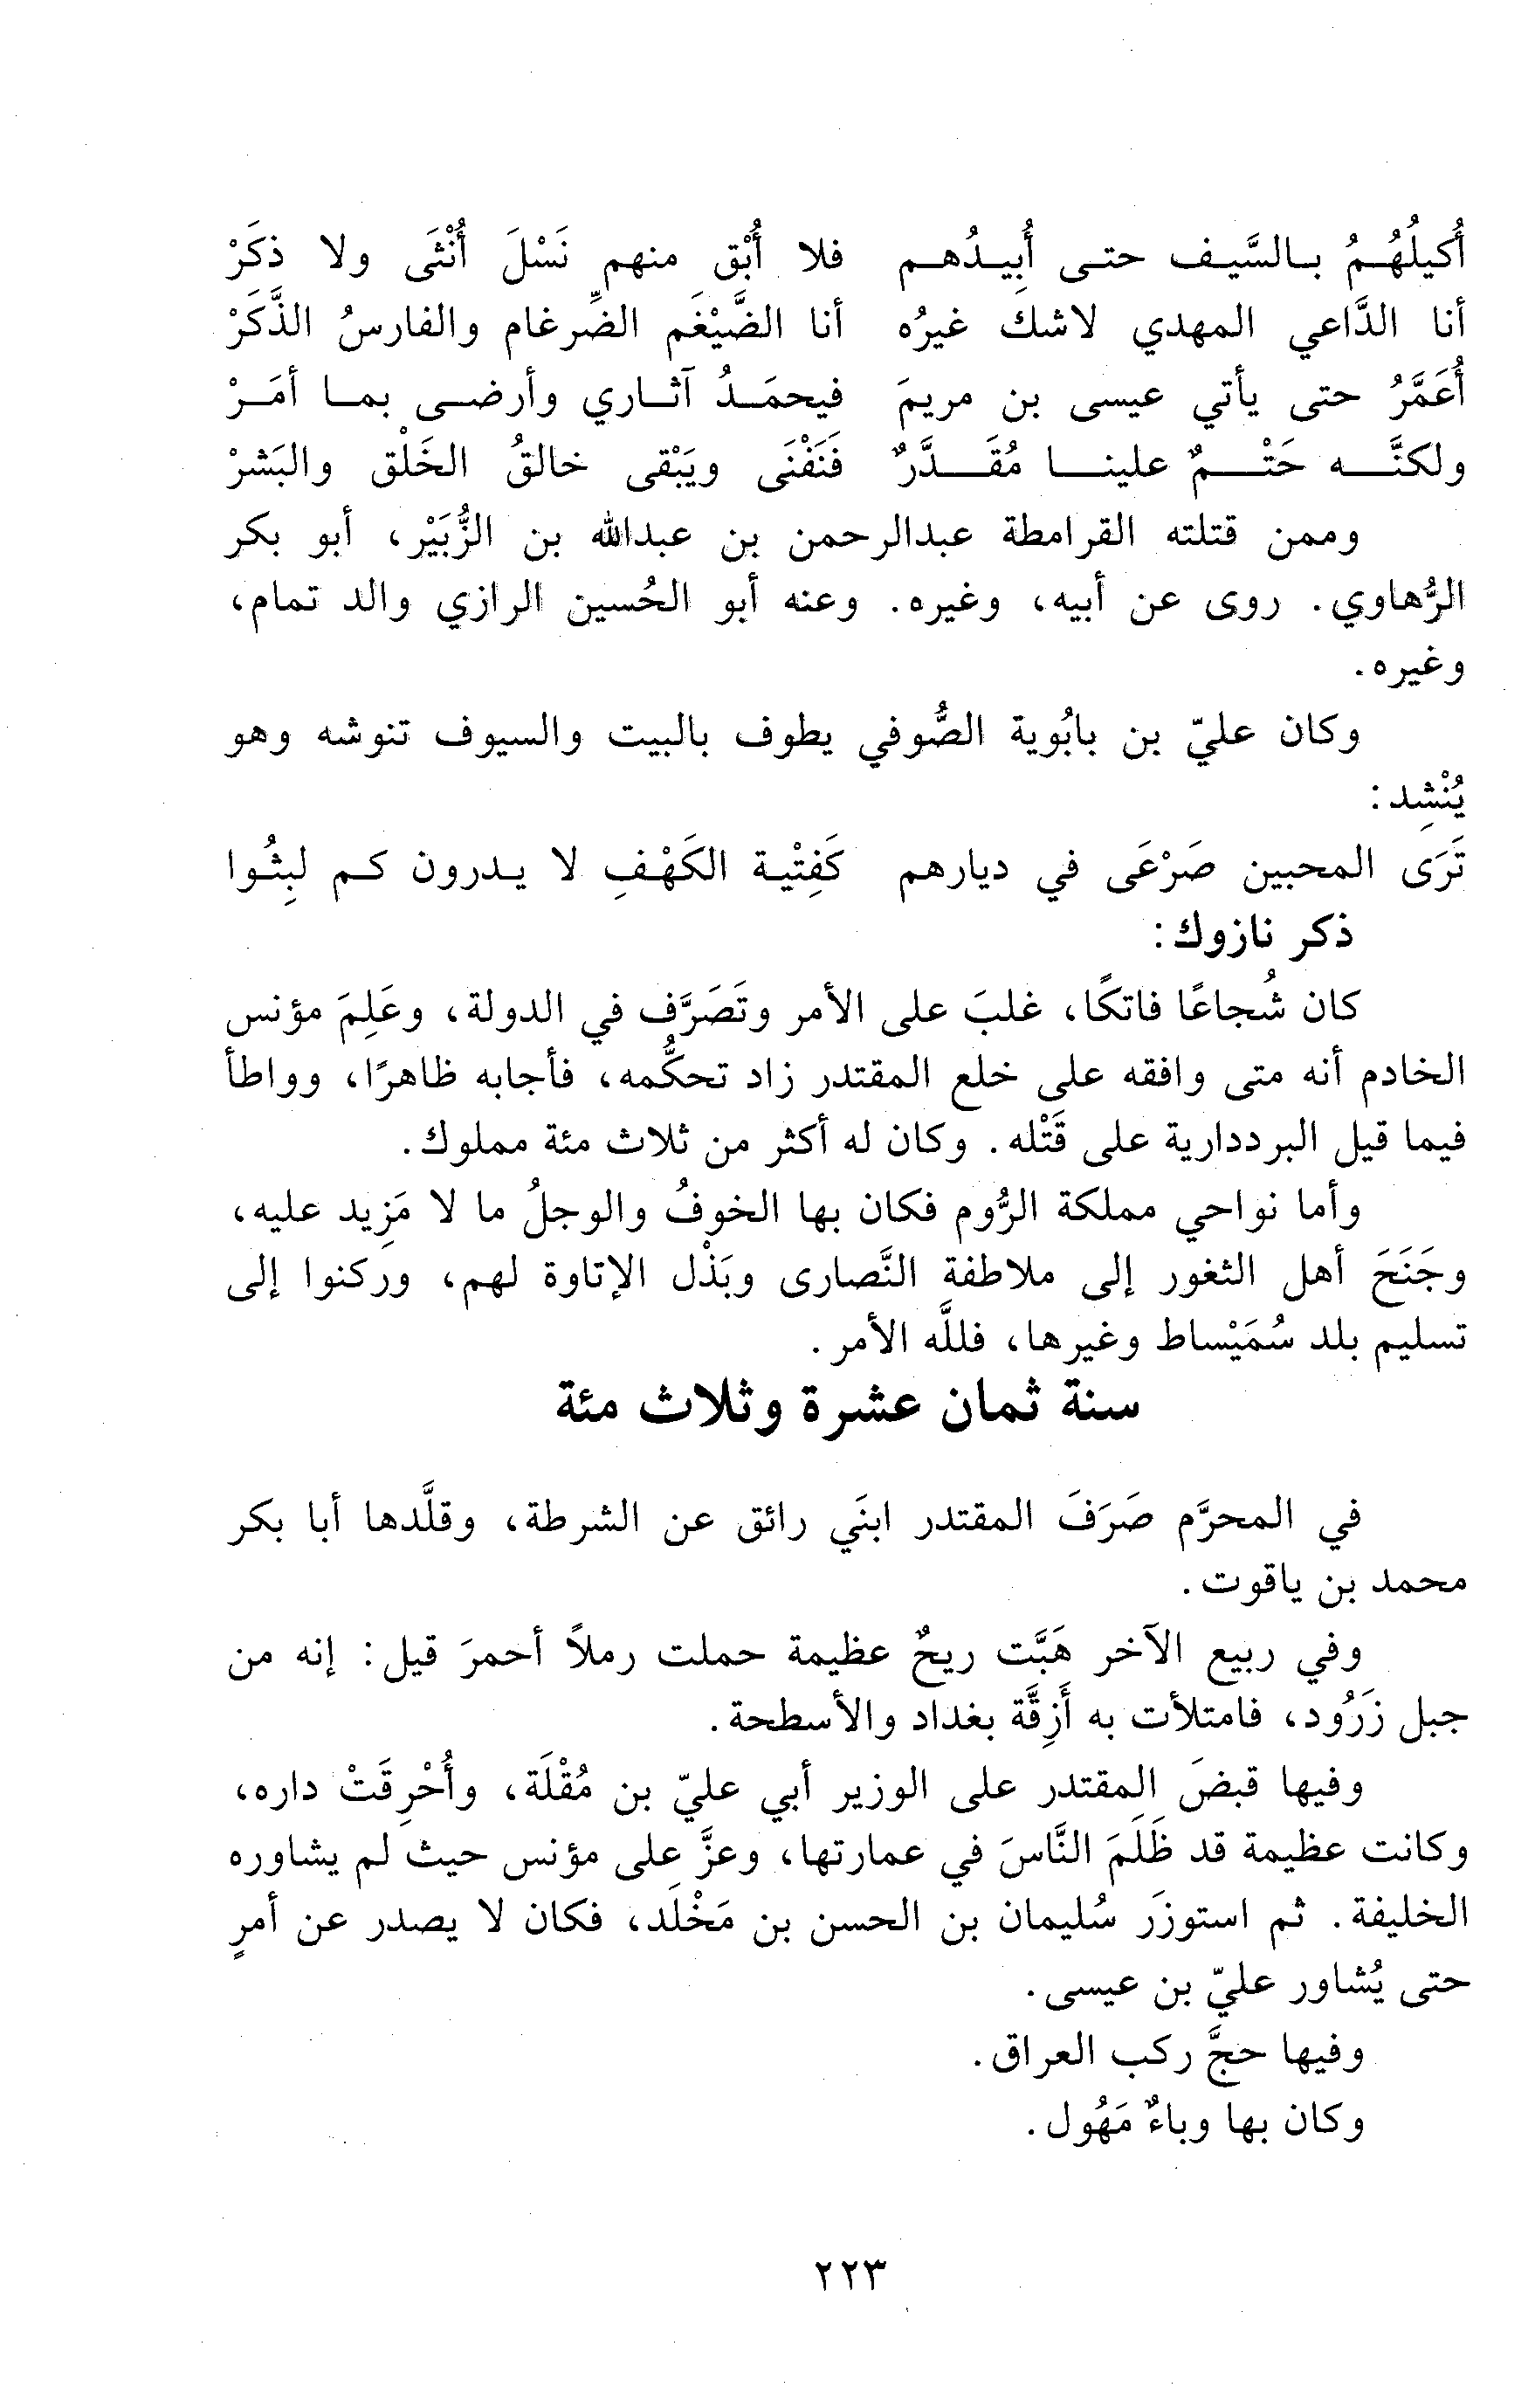 أُكيلُهُمُ بالسَّيف حتى أُبِيدُهم فلا أُبْق منهم نَسْلَ أُنْثَى ولا ذكَرْ
أنا الدَّاعي المهدي لاشك غيرُه أنا الضَّيْغَم الضِّرغام والفارسُ الذَّكَرْ
أُعَمَّرُ حتى يأتي عيسى بن مريمَ فيحمَدُ آثاري وأرضى بما أمَرْ
ولكنَّه حَتْمٌ علينا مُقَدَّرٌ فَنَفْنَى ويَبْقى خالقُ الخَلْق والبَشرْ
وممن قتلته القرامطة عبدالرحمن بن عبدالله بن الزُّبَيْر، أبو بكر
الرُّهاوي. روى عن أبيه، وغيره. وعنه أبو الحُسين الرازي والد تمام،
وغيره.
وكان عليّ بن بابُوية الصُّوفي يطوف بالبيت والسيوف تنوشه وهو
يُنْشِد:
تَرَى المحبين صَرْعَى في ديارهم كَفِتْية الكَهْفِ لا يدرون كم لبِثُوا
ذكر نازوك:
كان شُجاعًا فاتكًا، غلبَ على الأمر وتَصَرَّف في الدولة، وعَلِمَ مؤنس
الخادم أنه متى وافقه على خلع المقتدر زاد تحكُّمه، فأجابه ظاهرًا، وواطأ
فيما قيل البرددارية على قَتْله. وكان له أكثر من ثلاث مئة مملوك.
وأما نواحي مملكة الرُّوم فكان بها الخوفُ والوجلُ ما لا مَزِيد عليه،
وجَنَحَ أهل الثغور إلى ملاطفة النَّصارى وبَذْل الإتاوة لهم، وركنوا إلى
تسليم بلد سُمَيْساط وغيرها، فللَّه الأمر.
سنة ثمان عشرة وثلاث مئة
في المحرَّم صَرَفَ المقتدر ابنَي رائق عن الشرطة، وقلَّدها أبا بكر
محمد بن ياقوت.
وفي ربيع الآخر هَبَّت ريحٌ عظيمة حملت رملاً أحمرَ قيل: إنه من
جبل زَرُود، فامتلأت به أَزِقَّة بغداد والأسطحة.
وفيها قبضَ المقتدر على الوزير أبي عليّ بن مُقْلَة، وأُحْرِقَتْ داره،
وكانت عظيمة قد ظَلَمَ النَّاسَ في عمارتها، وعزَّ على مؤنس حيث لم يشاوره
الخليفة. ثم استوزَر سُليمان بن الحسن بن مَخْلَد، فكان لا يصدر عن أمرٍ
حتى يُشاور عليّ بن عيسى.
وفيها حجَّ ركب العراق.
وكان بها وباءٌ مَهُول.
٢٢٣